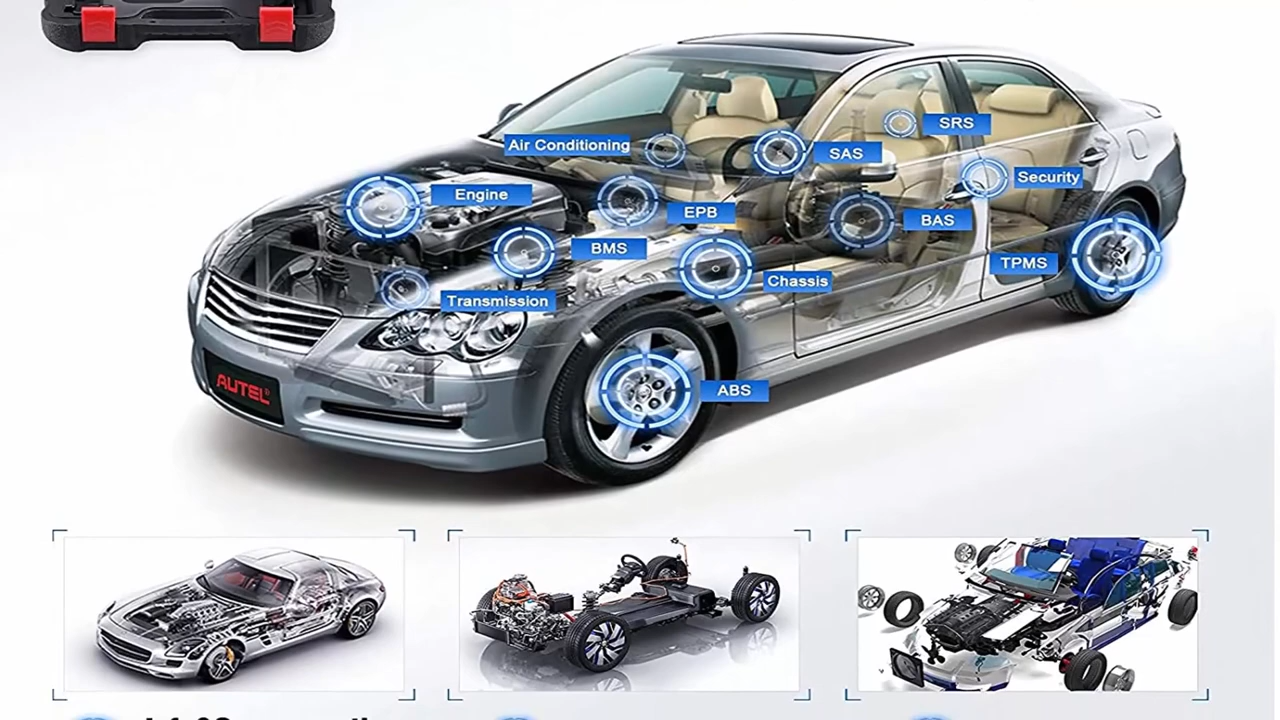 SRS
Air Conditioning
SAS
Security
Engine
EPB
BAS
BMS
TPMS
Chassis
Transmission
AUTEL
ABS